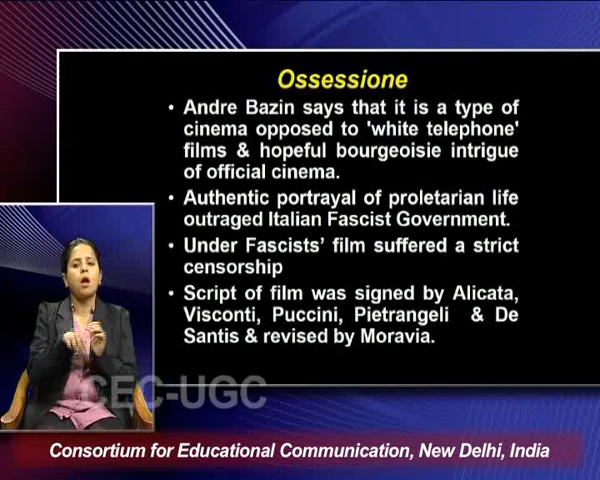 Ossessione
• Andre Bazin says that it is a type of
cinema opposed to 'white telephone'
films & hopeful bourgeoisie intrigue
of official cinema.
• Authentic portrayal of proletarian life
outraged Italian Fascist Government.
• Under Fascists' film suffered a strict
censorship
• Script of film was signed by Alicata,
Visconti, Puccini, Pietrangeli & De
Santis & revised by Moravia.
CEC-UGC
Consortium for Educational Communication, New Delhi, India